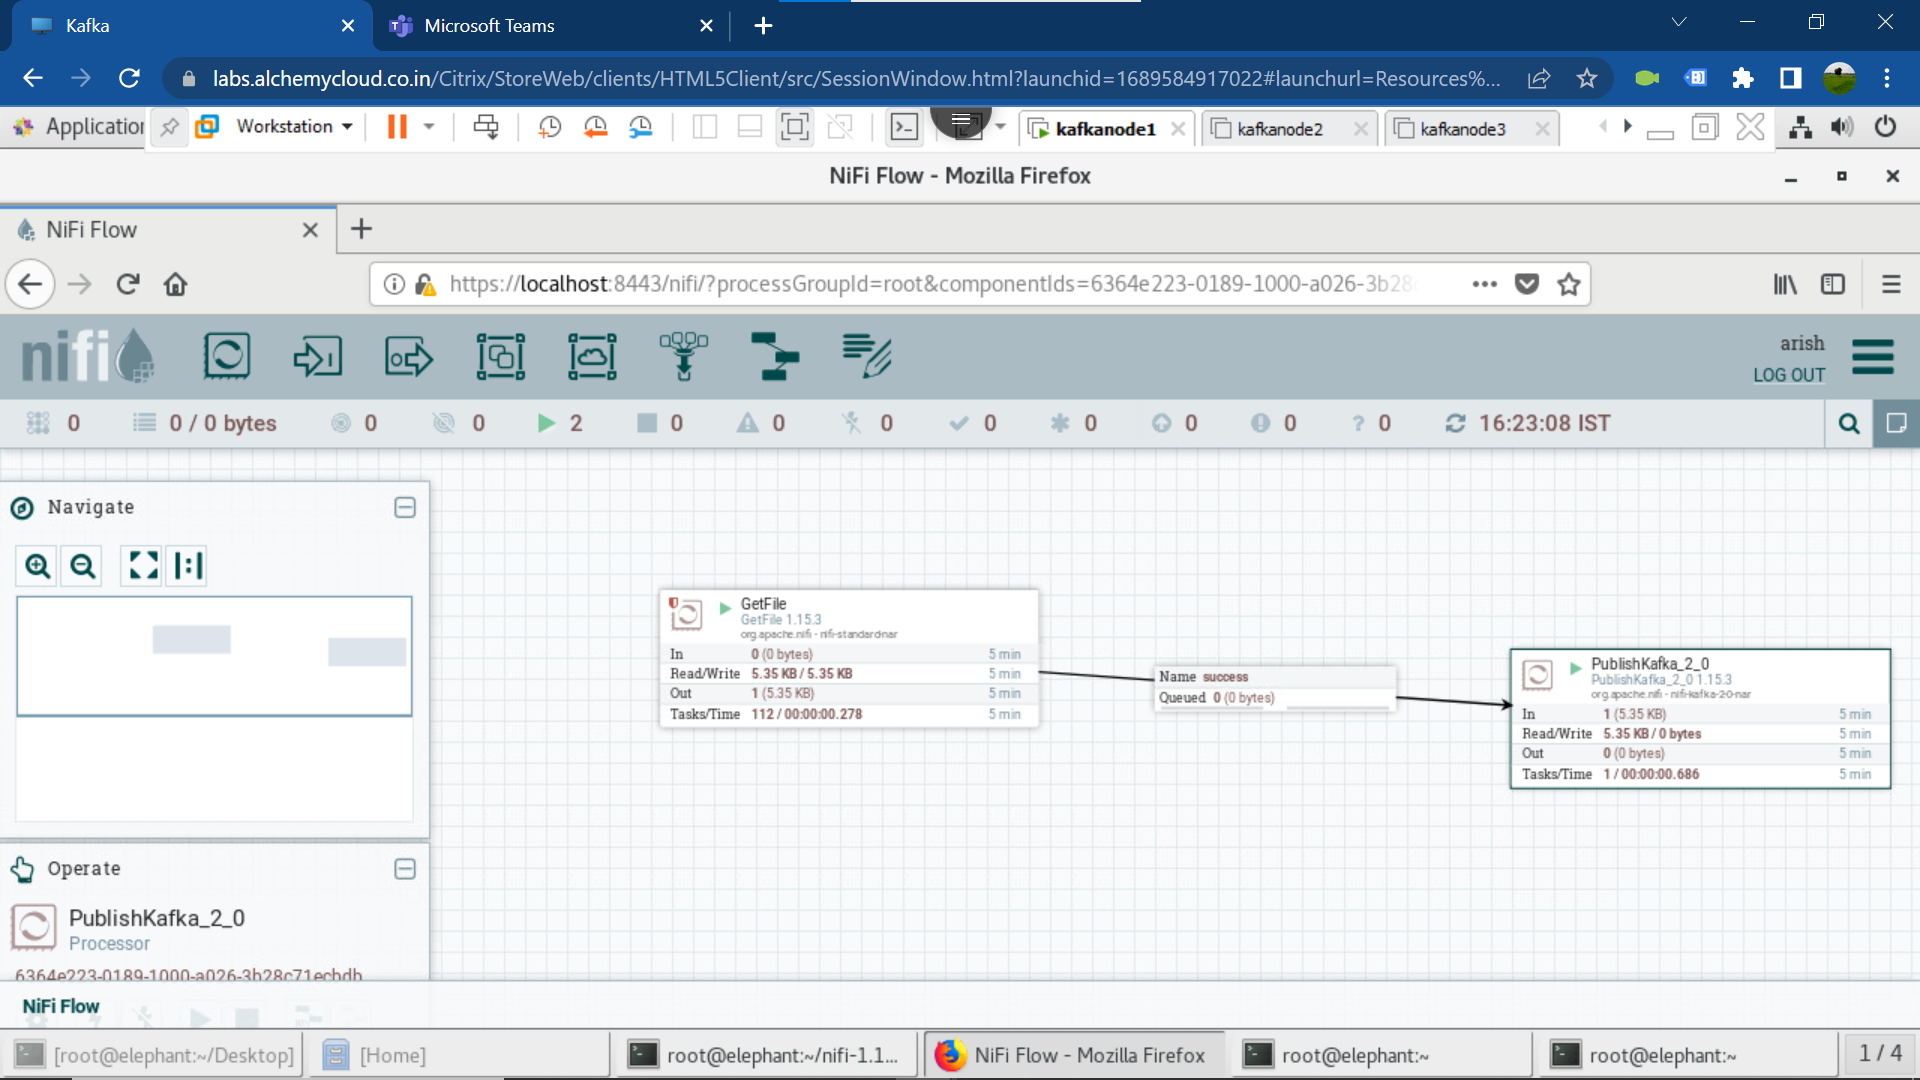 Kafka
Microsoft Teams
labs.alchemycloud.co.in/Citrix/StoreWeb/clients/HTML5Client/src/SessionWindow.html?launchid=1689584917022#launchurl=Resources%...
Application
Workstation
kafkanode1
kafkanode2
kafkanode3
NiFi Flow - Mozilla Firefox
NiFi Flow
https://localhost:8443/nifi/?processGroupId=root&componentIds=6364e223-0189-1000-a026-3b28c
nifi
arish
LOG OUT
0 0 / 0 bytes 0 0 2 0 0 0 0 0 0 0 ? 0 16:23:08 IST
Navigate
GetFile
GetFile 1.15.3
org.apache.nifi - nifi-standard-nar
In 0 (0 bytes) 5 min
Read/Write 5.35 KB / 5.35 KB 5 min
Out 1 (5.35 KB) 5 min
Tasks/Time 112 / 00:00:00.278 5 min
Name success
Queued 0 (0 bytes)
PublishKafka_2_0
PublishKafka_2_0 1.15.3
org.apache.nifi - nifi-kafka-2-0-nar
In 1 (5.35 KB) 5 min
Read/Write 5.35 KB / 0 bytes 5 min
Out 0 (0 bytes) 5 min
Tasks/Time 1 / 00:00:00.686 5 min
Operate
PublishKafka_2_0
Processor
6364e223-0189-1000-a026-3b28c71ecbdb
NiFi Flow
[root@elephant:~/Desktop]
[Home]
root@elephant:~/nifi-1.1...
NiFi Flow - Mozilla Firefox
root@elephant:~
root@elephant:~
1 / 4